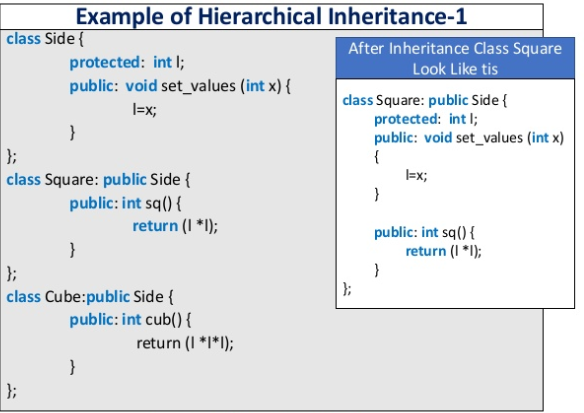 Example of Hierarchical Inheritance-1
class Side {
protected: int l;
public: void set_values (int x) {
l=x;
}
};
class Square: public Side {
public: int sq() {
return (l *l);
}
};
class Cube:public Side {
public: int cub() {
return (l *l*l);
}
};
After Inheritance Class Square
Look Like tis
class Square: public Side {
protected: int l;
public: void set_values (int x)
{
l=x;
}
public: int sq() {
return (l *l);
}
};